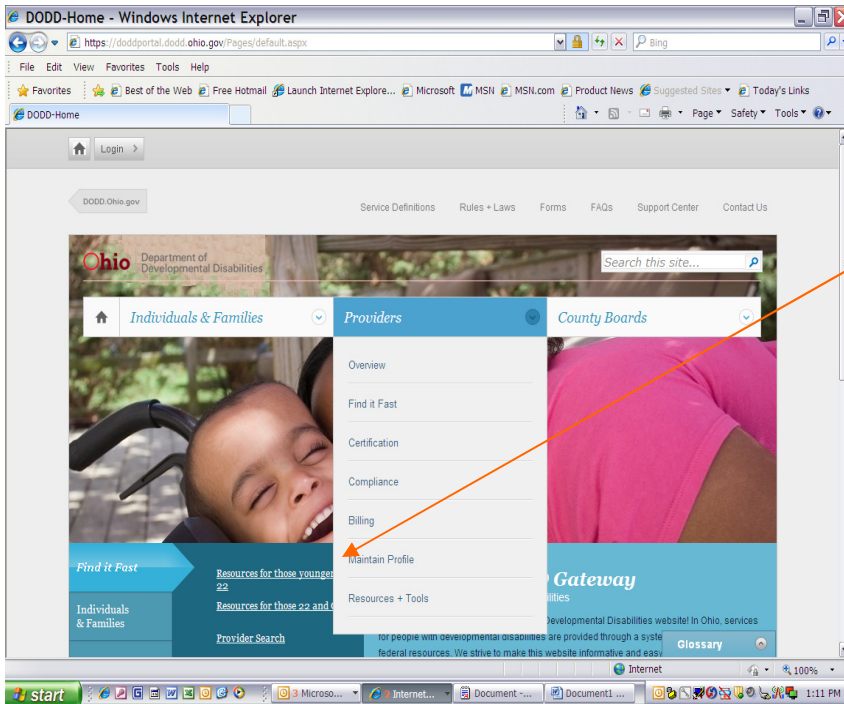 DODD-Home - Windows Internet Explorer
https://doddportal.dodd.ohio.gov/Pages/default.aspx
Bing
File Edit View Favorites Tools Help
Favorites Best of the Web Free Hotmail Launch Internet Explore... Microsoft MSN MSN.com Product News Suggested Sites Today's Links
DODD-Home
Page Safety Tools
Login >
DODD.Ohio.gov
Service Definitions Rules + Laws Forms FAQs Support Center Contact Us
Ohio Department of
Developmental Disabilities
Search this site...
Individuals & Families Providers County Boards
Overview
Find it Fast
Certification
Compliance
Billing
Maintain Profile
Resources + Tools
Find it Fast
Individuals
& Families
Resources for those younger
22
Resources for those 22 and
Provider Search
Gateway
ilities
Developmental Disabilities website! In Ohio, services
for people with developmental disabilities are provided through a syste
federal resources. We strive to make this website informative and easy
Glossary
Internet 100%
start 3 Microso... 9 Internet... Document -... Document1 ... 1:11 PM